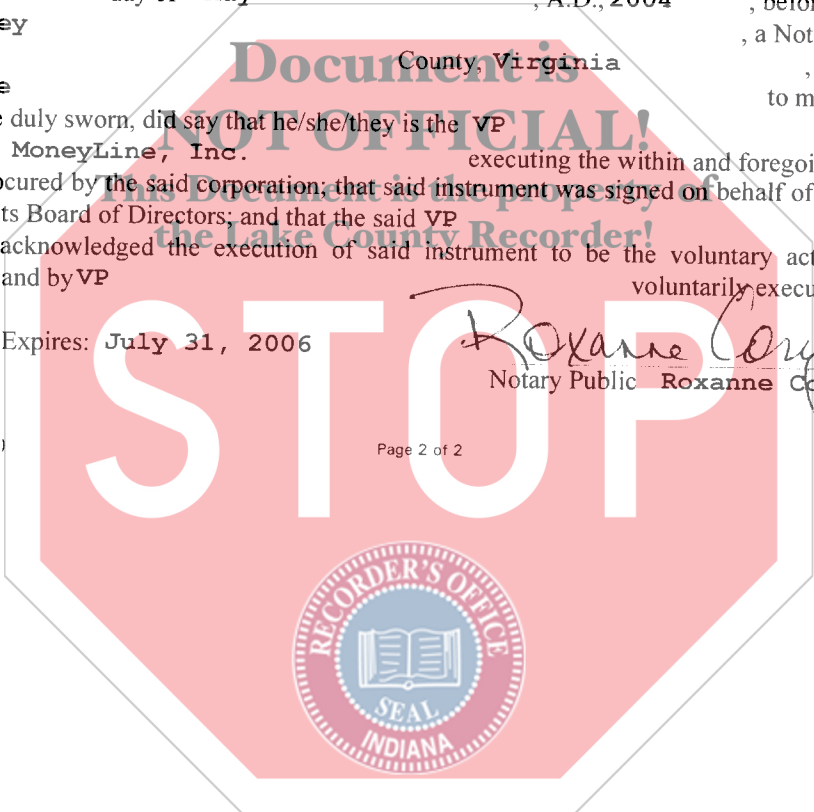 , A.D., 2004
ey
, a Not
County, Virginia
Document is
e
to m
duly sworn, did say that he/she/they is the VP
NOT OFFICIAL!
MoneyLine, Inc.
executing the within and foregoi
ocured by the said corporation; that said instrument was signed on behalf of
This Document is the property of
ts Board of Directors; and that the said VP
the Lake County Recorder!
acknowledged the execution of said instrument to be the voluntary act
and by VP
voluntarily execu
Expires: July 31, 2006
Roxanne Cory
Notary Public Roxanne Co
STOP
Page 2 of 2
RECORDER'S OFFICE
SEAL
INDIANA